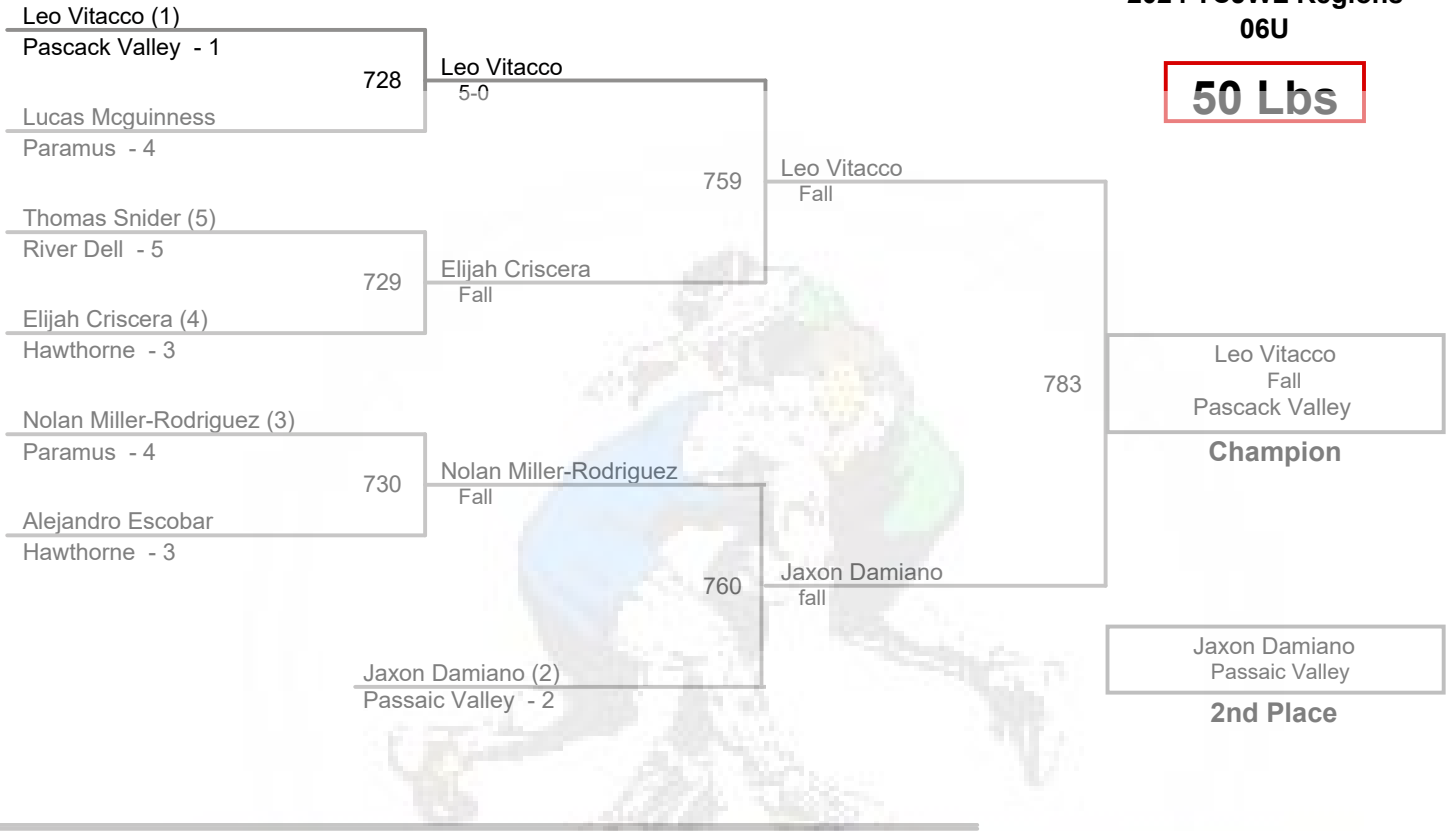 06U
50 Lbs
Leo Vitacco (1)
Pascack Valley - 1
728
Leo Vitacco
5-0
Lucas Mcguinness
Paramus - 4
759
Leo Vitacco
Fall
Thomas Snider (5)
River Dell - 5
729
Elijah Criscera
Fall
Elijah Criscera (4)
Hawthorne - 3
783
Leo Vitacco
Fall
Pascack Valley
Champion
Nolan Miller-Rodriguez (3)
Paramus - 4
730
Nolan Miller-Rodriguez
Fall
Alejandro Escobar
Hawthorne - 3
760
Jaxon Damiano
fall
Jaxon Damiano (2)
Passaic Valley - 2
Jaxon Damiano
Passaic Valley
2nd Place